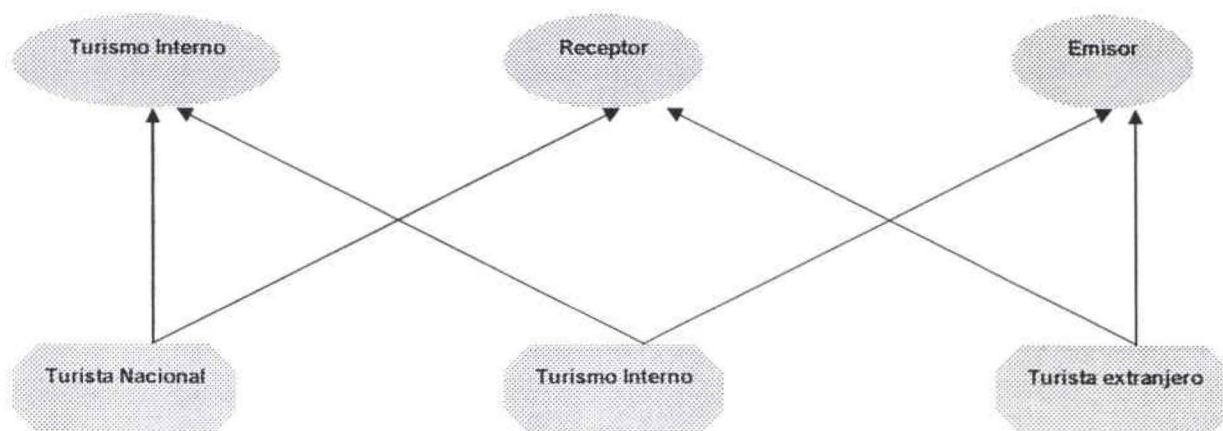 Turismo Interno
Receptor
Emisor
Turista Nacional
Turismo Interno
Turista extranjero